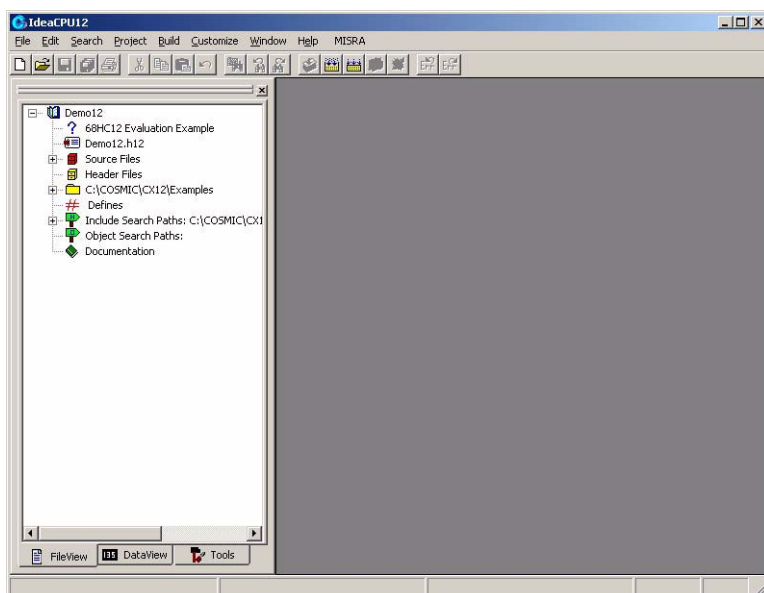 IdeaCPU12
File Edit Search Project Build Customize Window Help MISRA
Demo12
68HC12 Evaluation Example
Demo12.h12
Source Files
Header Files
C:\COSMIC\CX12\Examples
Defines
Include Search Paths: C:\COSMIC\CX1
Object Search Paths:
Documentation
FileView DataView Tools